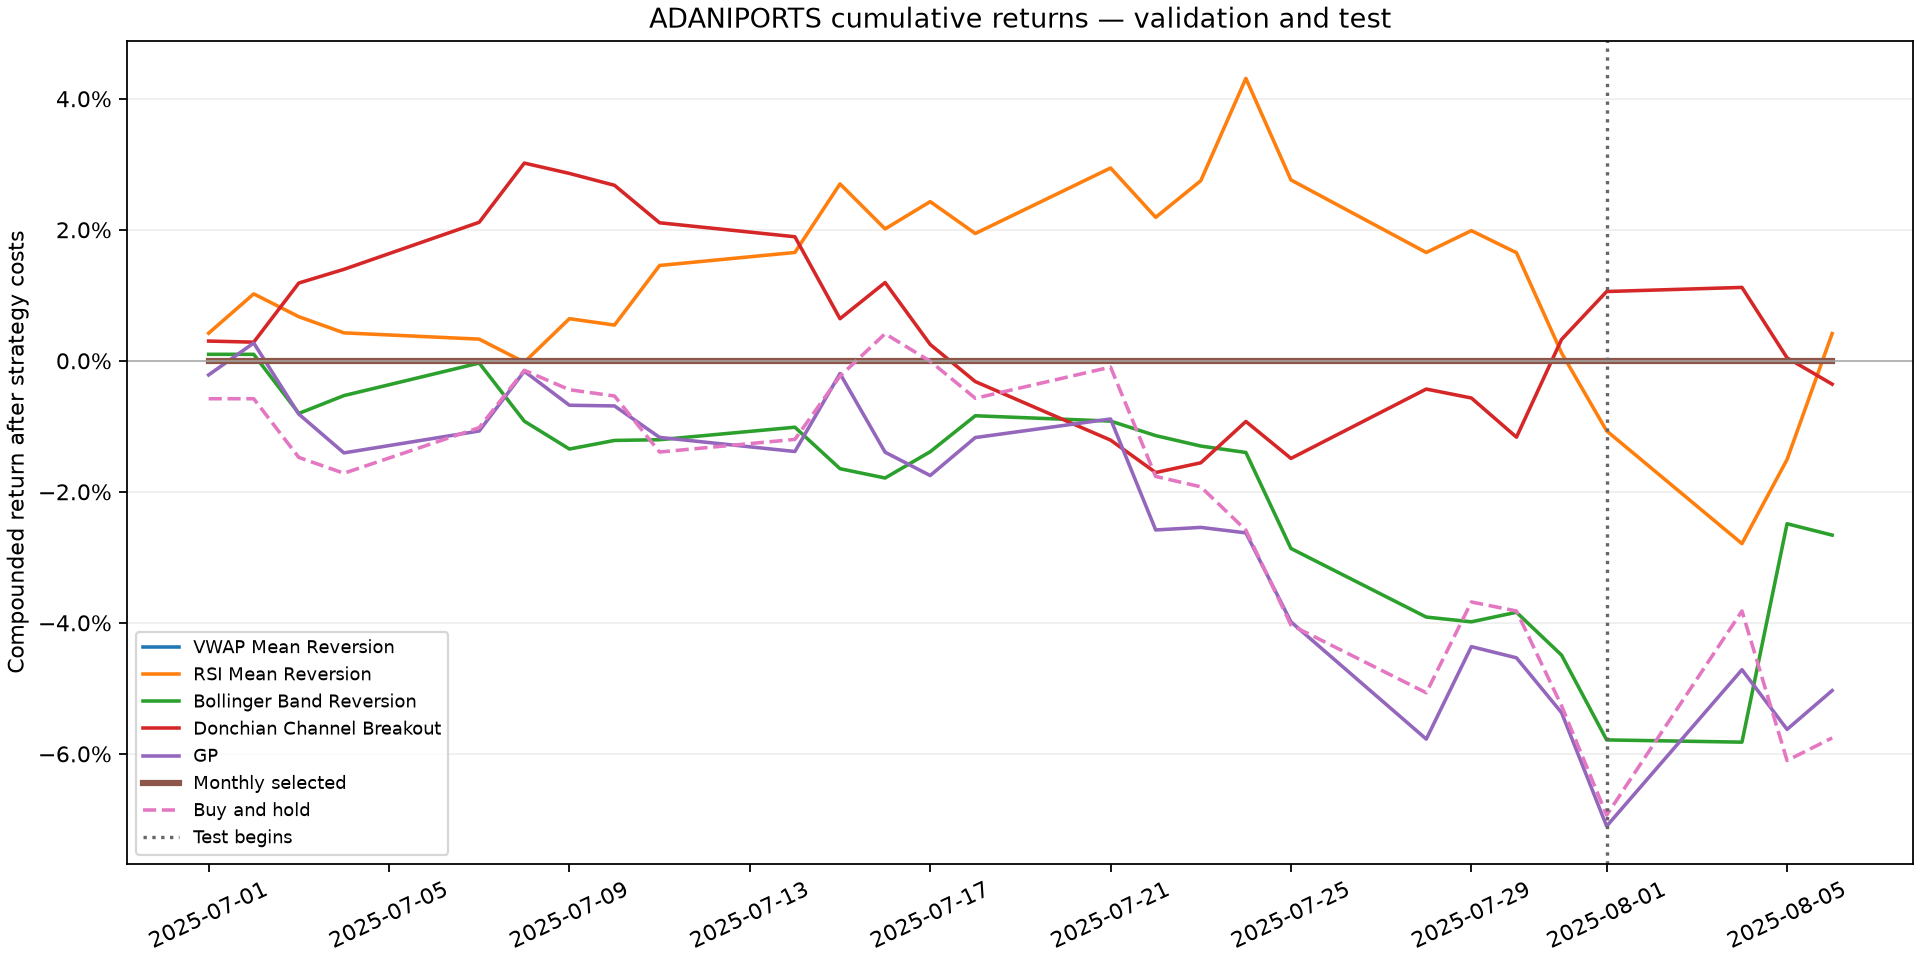 ADANIPORTS cumulative returns — validation and test
Compounded return after strategy costs
4.0%
2.0%
0.0%
−2.0%
−4.0%
−6.0%
VWAP Mean Reversion
RSI Mean Reversion
Bollinger Band Reversion
Donchian Channel Breakout
GP
Monthly selected
Buy and hold
Test begins
2025-07-01
2025-07-05
2025-07-09
2025-07-13
2025-07-17
2025-07-21
2025-07-25
2025-07-29
2025-08-01
2025-08-05